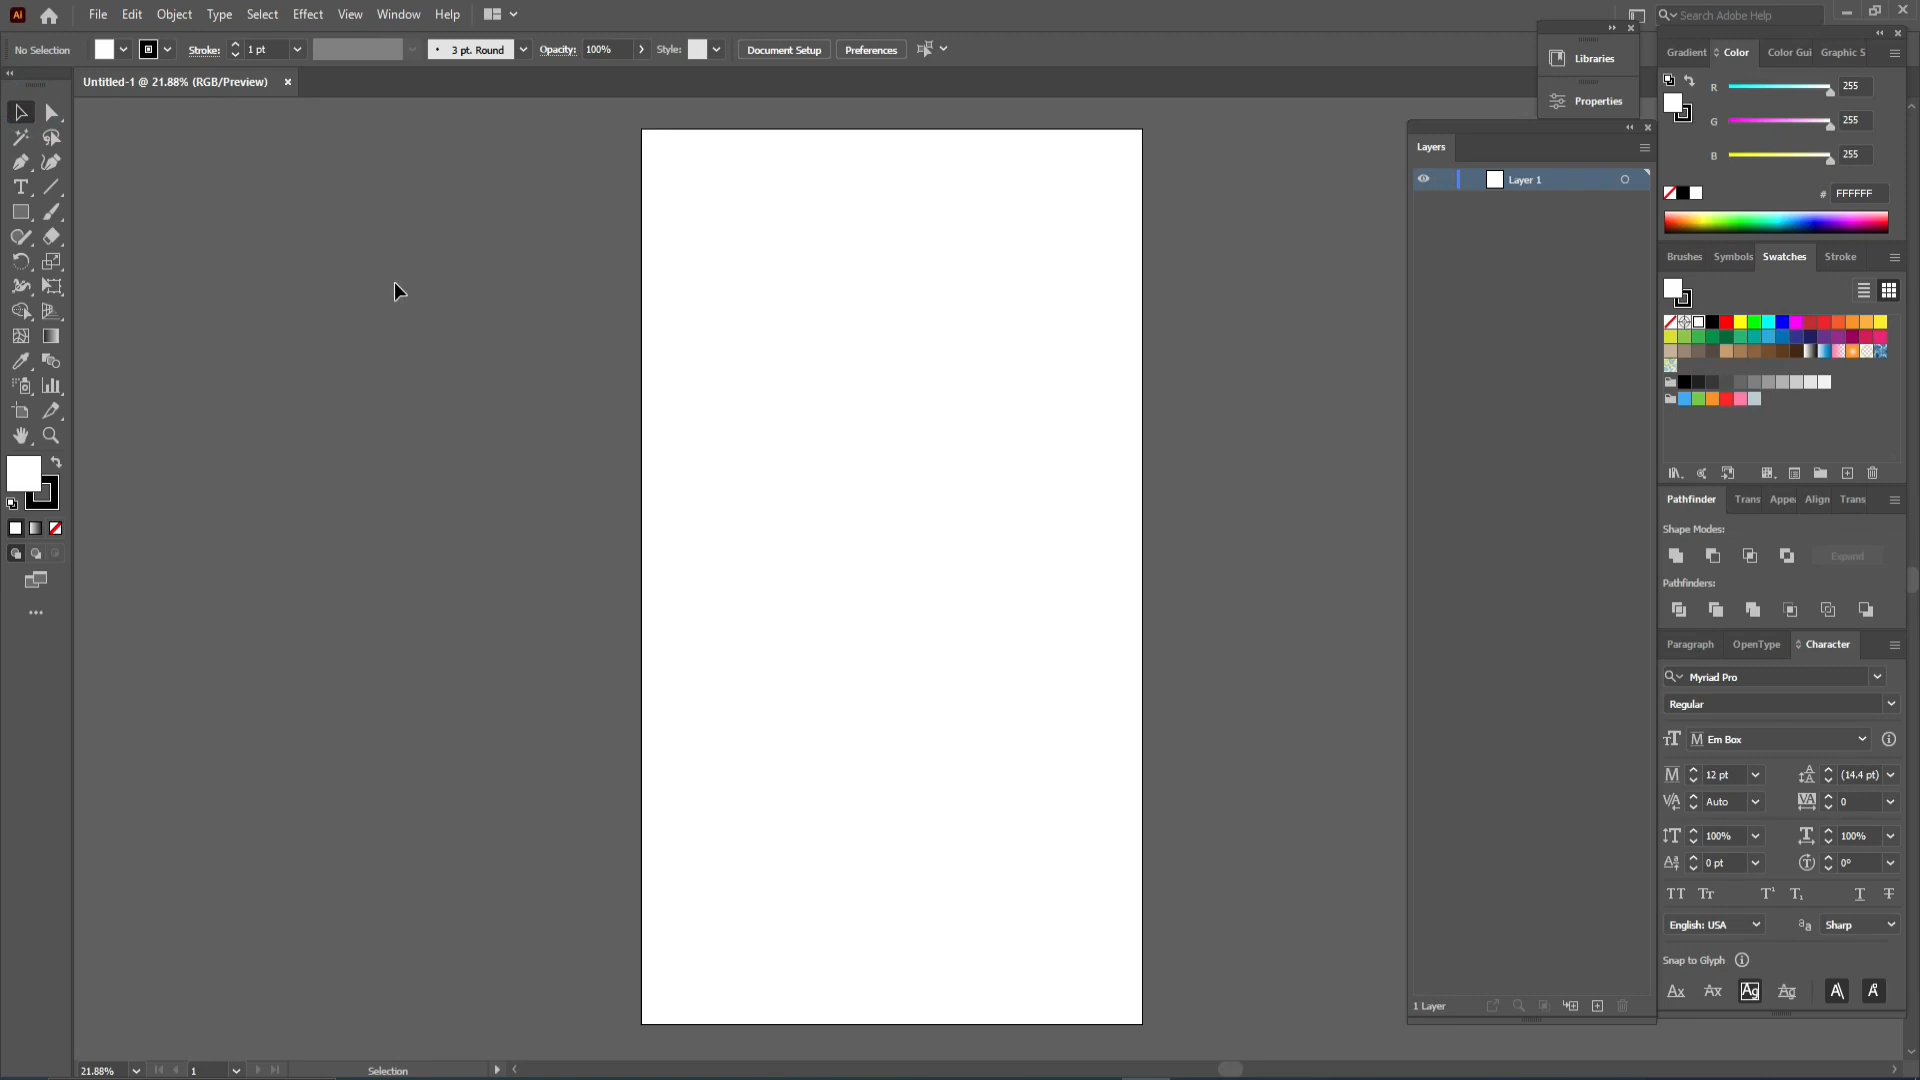 Ai File Edit Object Type Select Effect View Window Help Search Adobe Help
No Selection Stroke: 1 pt 3 pt. Round Opacity: 100% Style: Document Setup Preferences
Untitled-1 @ 21.88% (RGB/Preview)
Libraries
Properties
Layers
Layer 1
1 Layer
Gradient Color Color Gui Graphic S
R 255
G 255
B 255
# FFFFFF
Brushes Symbols Swatches Stroke
Pathfinder Trans Appea Align Trans
Shape Modes:
Expand
Pathfinders:
Paragraph OpenType Character
Myriad Pro
Regular
Em Box
12 pt (14.4 pt)
Auto 0
100% 100%
0 pt 0°
English: USA Sharp
Snap to Glyph
21.88% 1 Selection